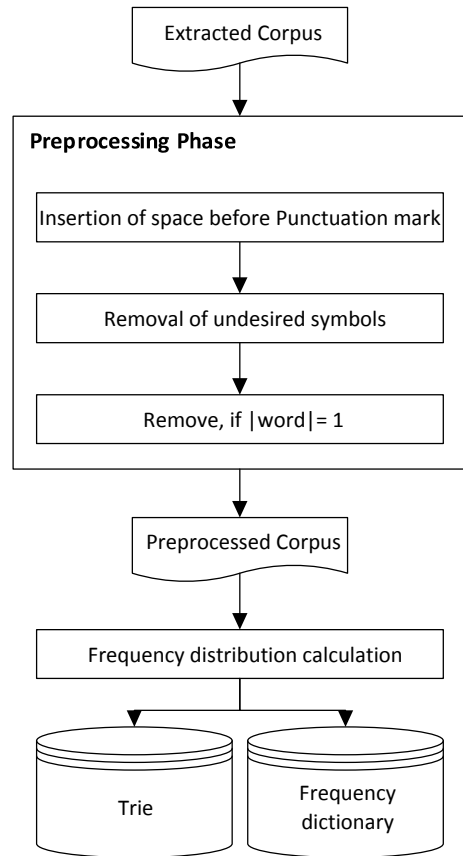 Extracted Corpus
Preprocessing Phase
Insertion of space before Punctuation mark
Removal of undesired symbols
Remove, if |word|= 1
Preprocessed Corpus
Frequency distribution calculation
Trie
Frequency
dictionary